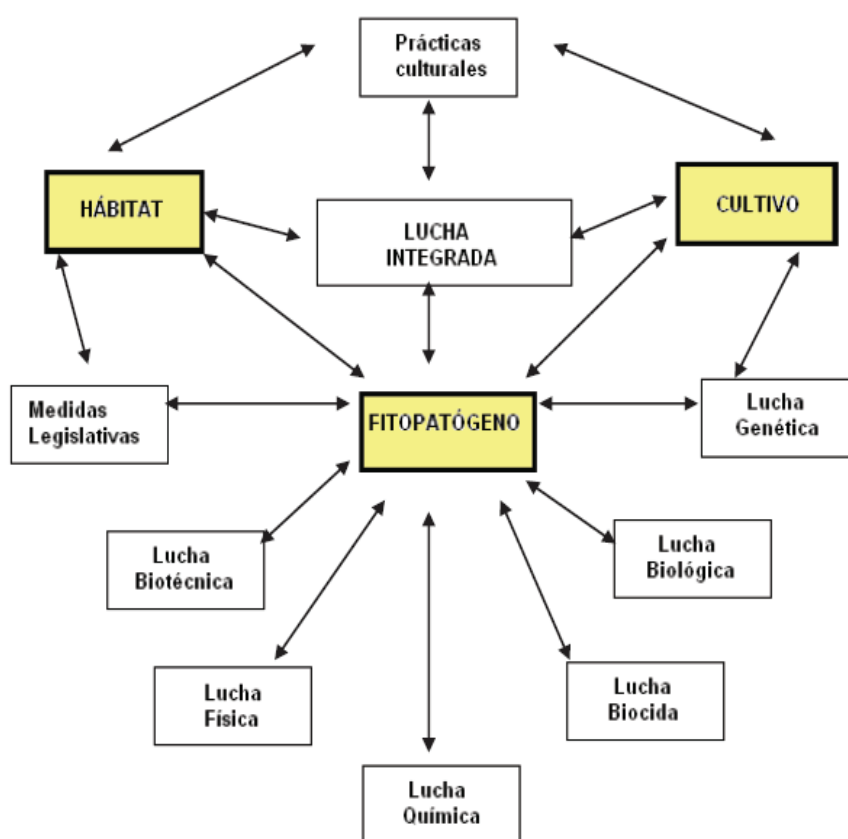 Prácticas
culturales
HÁBITAT
LUCHA
INTEGRADA
CULTIVO
Medidas
Legislativas
FITOPATÓGENO
Lucha
Genética
Lucha
Biotécnica
Lucha
Biológica
Lucha
Física
Lucha
Biocida
Lucha
Química